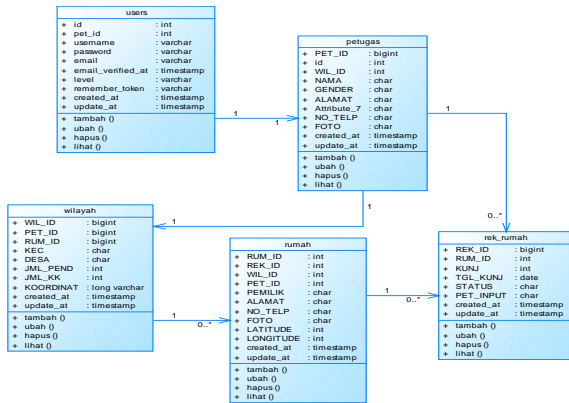 users
+ id : int
+ pet_id : int
+ username : varchar
+ password : varchar
+ email : varchar
+ email_verified_at : timestamp
+ level : varchar
+ remember_token : varchar
+ created_at : timestamp
+ update_at : timestamp
+ tambah ()
+ ubah ()
+ hapus ()
+ lihat ()
1
1
petugas
+ PET_ID : bigint
+ id : int
+ WIL_ID : int
+ NAMA : char
+ GENDER : char
+ ALAMAT : char
+ Attribute_7 : char
+ NO_TELP : char
+ FOTO : char
+ created_at : timestamp
+ update_at : timestamp
+ tambah ()
+ ubah ()
+ hapus ()
+ lihat ()
1
0..*
1
1
wilayah
+ WIL_ID : bigint
+ PET_ID : bigint
+ RUM_ID : bigint
+ KEC : char
+ DESA : char
+ JML_PEND : int
+ JML_KK : int
+ KOORDINAT : long varchar
+ created_at : timestamp
+ update_at : timestamp
+ tambah ()
+ ubah ()
+ hapus ()
+ lihat ()
1
0..*
rumah
+ RUM_ID : int
+ REK_ID : int
+ WIL_ID : int
+ PET_ID : int
+ PEMILIK : char
+ ALAMAT : char
+ NO_TELP : char
+ FOTO : char
+ LATITUDE : int
+ LONGITUDE : int
+ created_at : timestamp
+ update_at : timestamp
+ tambah ()
+ ubah ()
+ hapus ()
+ lihat ()
1
0..*
rek_rumah
+ REK_ID : bigint
+ RUM_ID : int
+ KUNJ : int
+ TGL_KUNJ : date
+ STATUS : char
+ PET_INPUT : char
+ created_at : timestamp
+ update_at : timestamp
+ tambah ()
+ ubah ()
+ hapus ()
+ lihat ()